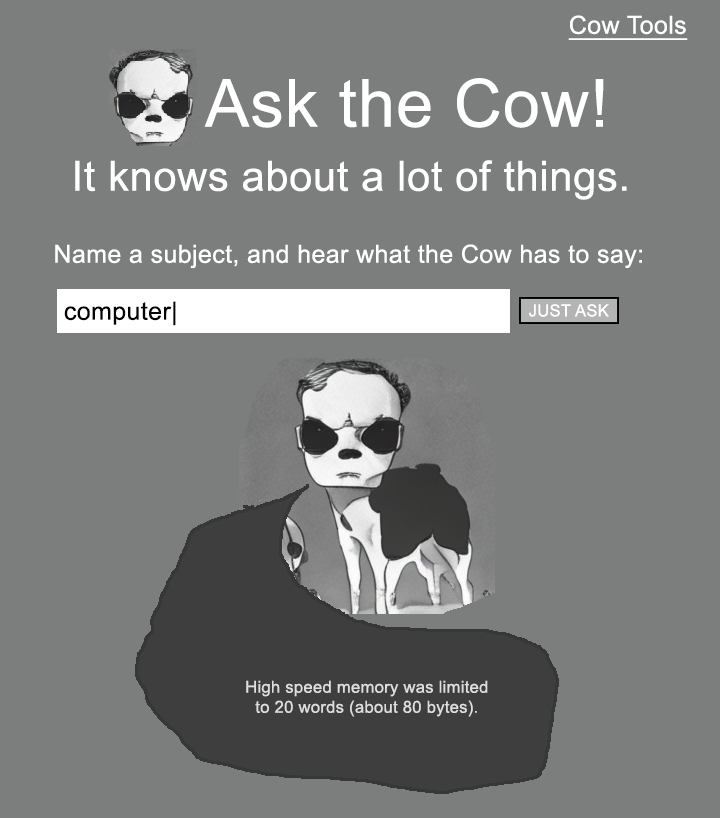 Cow Tools
Ask the Cow!
It knows about a lot of things.
Name a subject, and hear what the Cow has to say:
computer
JUST ASK
High speed memory was limited
to 20 words (about 80 bytes).